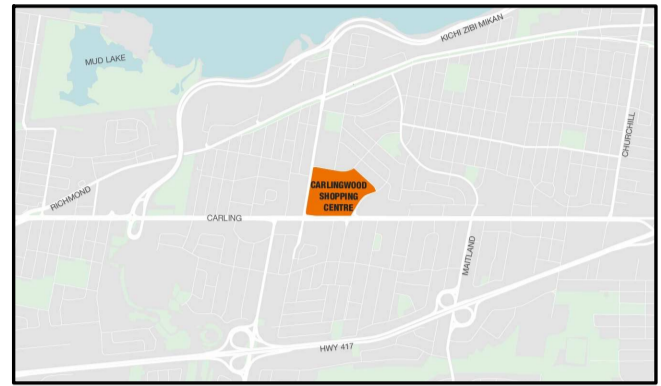 KICHI ZIBI MIKAN
MUD LAKE
CHURCHILL
RICHMOND
CARLINGWOOD
SHOPPING
CENTRE
CARLING
MAITLAND
HWY 417